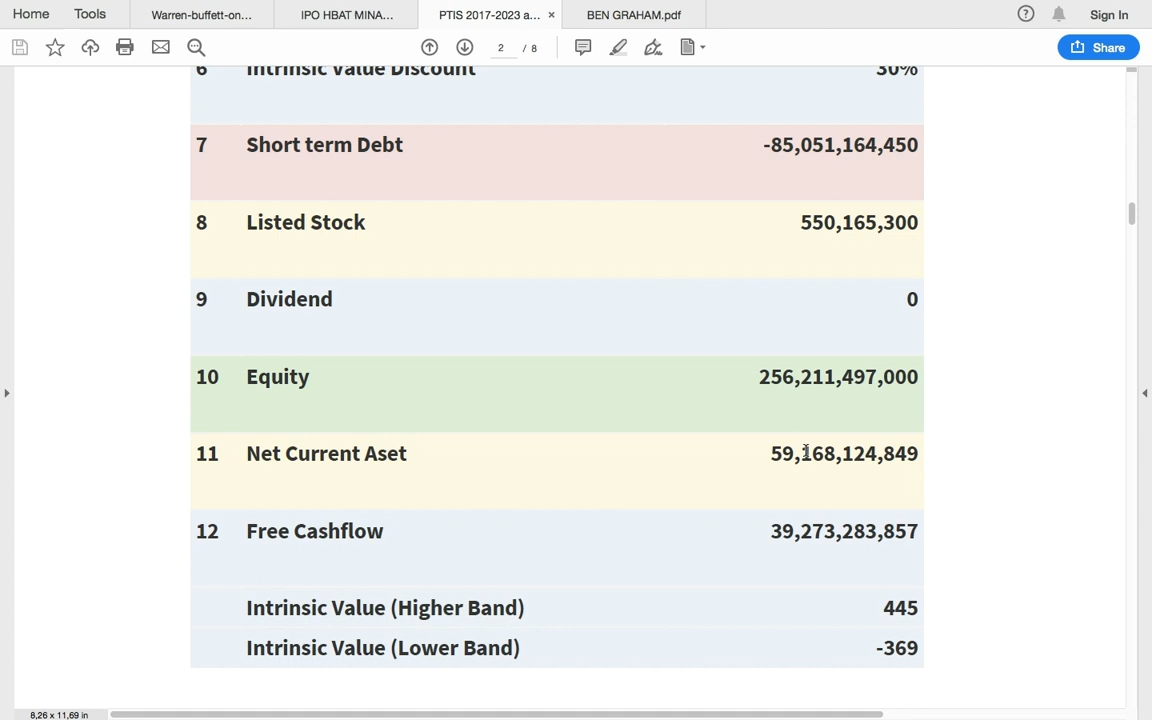 Home Tools Warren-buffett-on... IPO HBAT MINA... PTIS 2017-2023 a... × BEN GRAHAM.pdf ? Sign In
2 / 8 Share
6 Intrinsic Value Discount 30%
7 Short term Debt -85,051,164,450
8 Listed Stock 550,165,300
9 Dividend 0
10 Equity 256,211,497,000
11 Net Current Aset 59,168,124,849
12 Free Cashflow 39,273,283,857
Intrinsic Value (Higher Band) 445
Intrinsic Value (Lower Band) -369
8,26 x 11,69 in